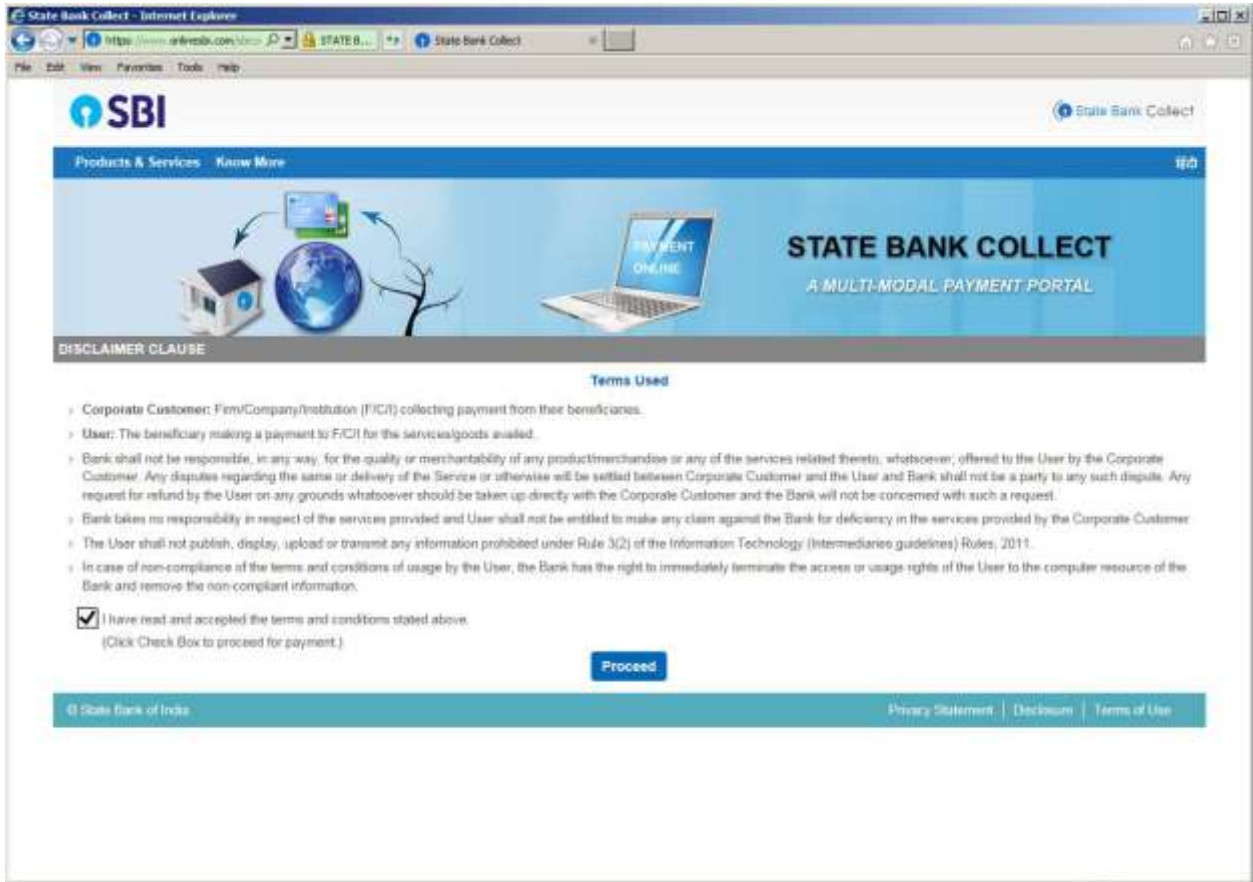 State Bank Collect - Internet Explorer
https://www.onlinesbi.com/ STATE B... State Bank Collect
File Edit View Favorites Tools Help
SBI
State Bank Collect
Products & Services Know More हिंदी
PAYMENT
ONLINE
STATE BANK COLLECT
A MULTI-MODAL PAYMENT PORTAL
DISCLAIMER CLAUSE
Terms Used
Corporate Customer: Firm/Company/Institution (F/C/I) collecting payment from their beneficiaries.
User: The beneficiary making a payment to F/C/I for the services/goods availed.
Bank shall not be responsible, in any way, for the quality or merchantability of any product/merchandise or any of the services related thereto, whatsoever, offered to the User by the Corporate
Customer. Any disputes regarding the same or delivery of the Service or otherwise will be settled between Corporate Customer and the User and Bank shall not be a party to any such dispute. Any
request for refund by the User on any grounds whatsoever should be taken up directly with the Corporate Customer and the Bank will not be concerned with such a request.
Bank takes no responsibility in respect of the services provided and User shall not be entitled to make any claim against the Bank for deficiency in the services provided by the Corporate Customer
The User shall not publish, display, upload or transmit any information prohibited under Rule 3(2) of the Information Technology (Intermediaries guidelines) Rules, 2011.
In case of non-compliance of the terms and conditions of usage by the User, the Bank has the right to immediately terminate the access or usage rights of the User to the computer resource of the
Bank and remove the non-compliant information.
I have read and accepted the terms and conditions stated above.
(Click Check Box to proceed for payment.)
Proceed
© State Bank of India Privacy Statement | Disclosure | Terms of Use